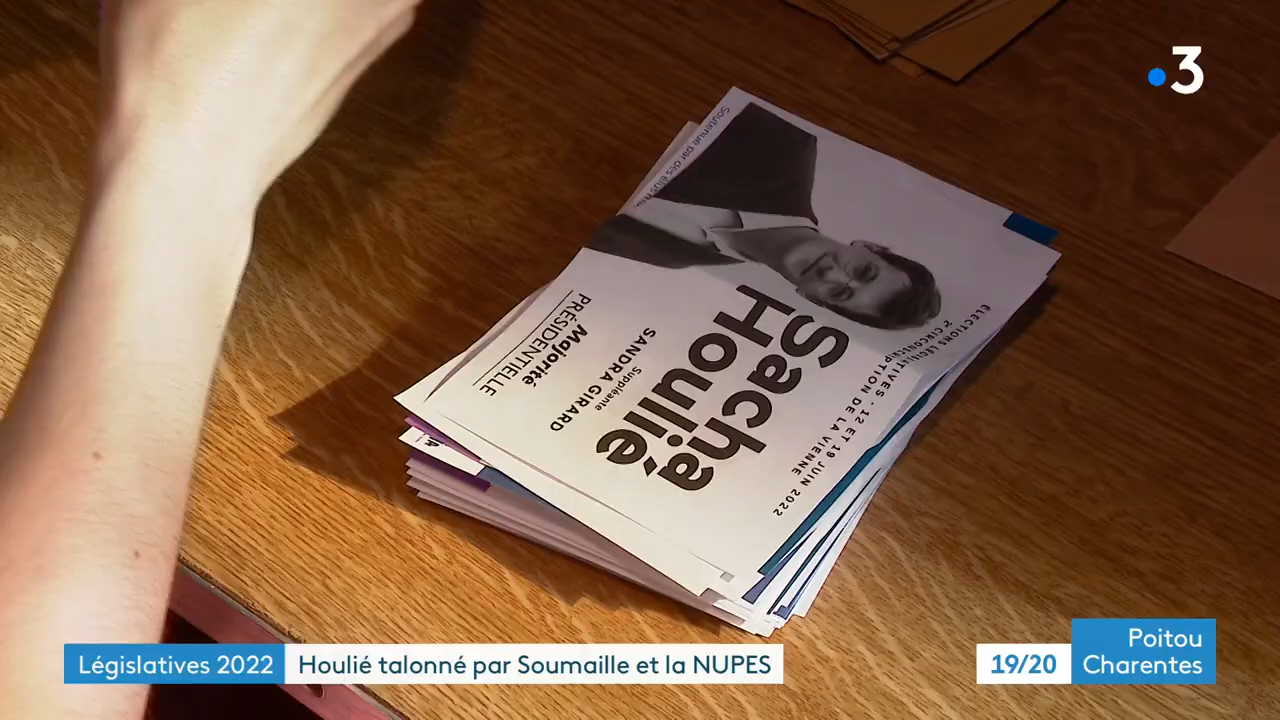 3
Soutenue par des élus
ÉLECTIONS LÉGISLATIVES - 12 ET 19 JUIN 2022
2e CIRCONSCRIPTION DE LA VIENNE
Sacha
Houlié
Suppléante
SANDRA GIRARD
Majorité
PRÉSIDENTIELLE
Législatives 2022
Houlié talonné par Soumaille et la NUPES
19/20
Poitou
Charentes